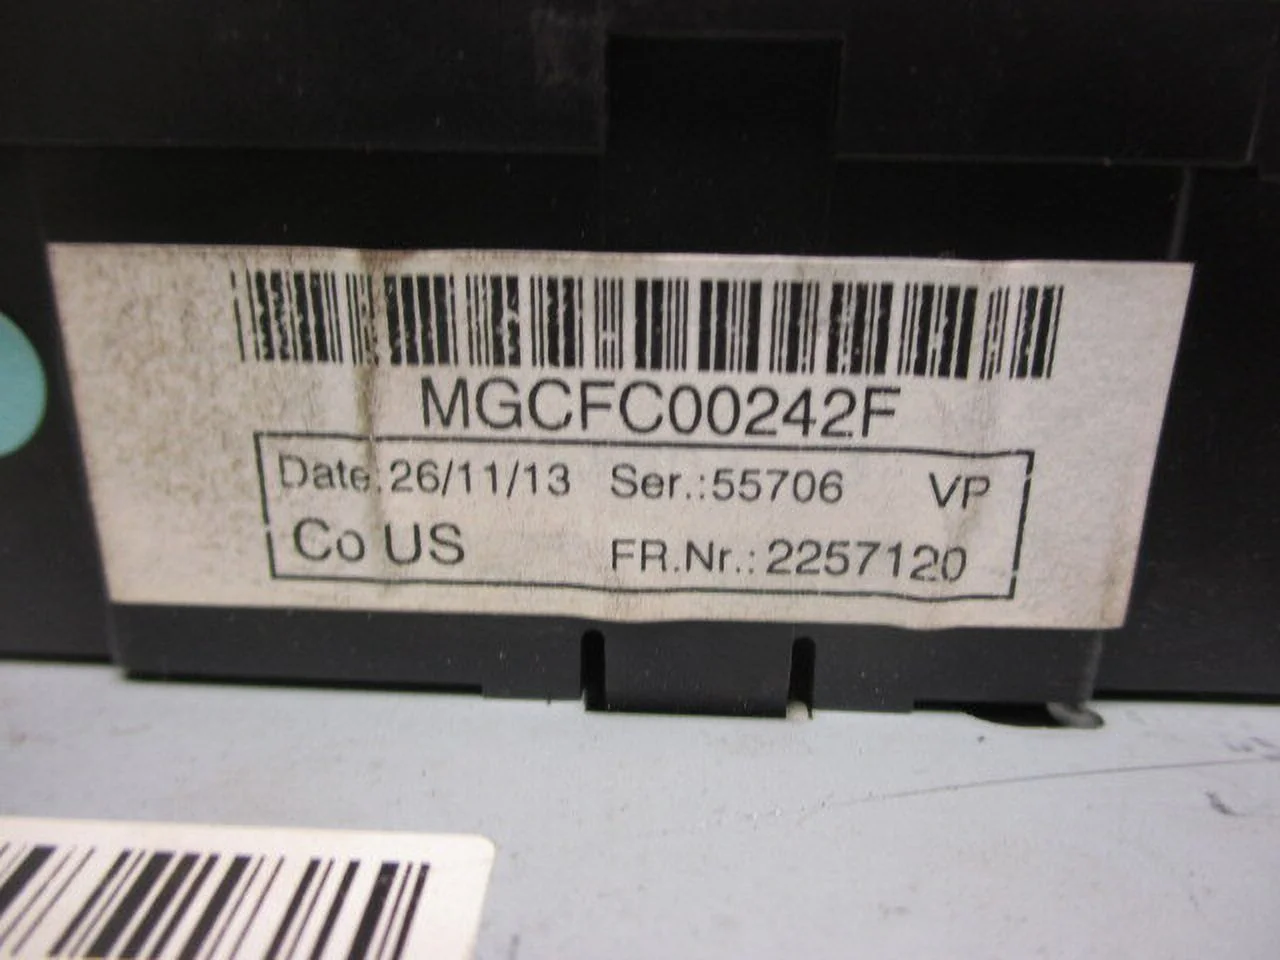 MGCFC00242F
Date:26/11/13 Ser.:55706 VP
Co US FR.Nr.:2257120